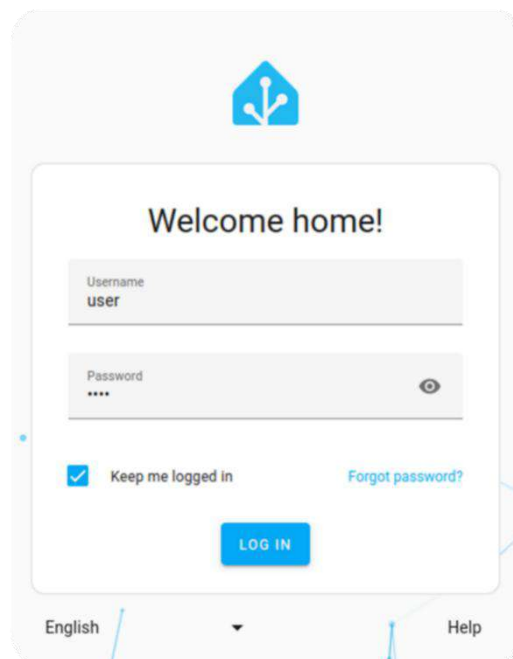 Welcome home!
Username
user
Password
••••
Keep me logged in Forgot password?
LOG IN
English Help